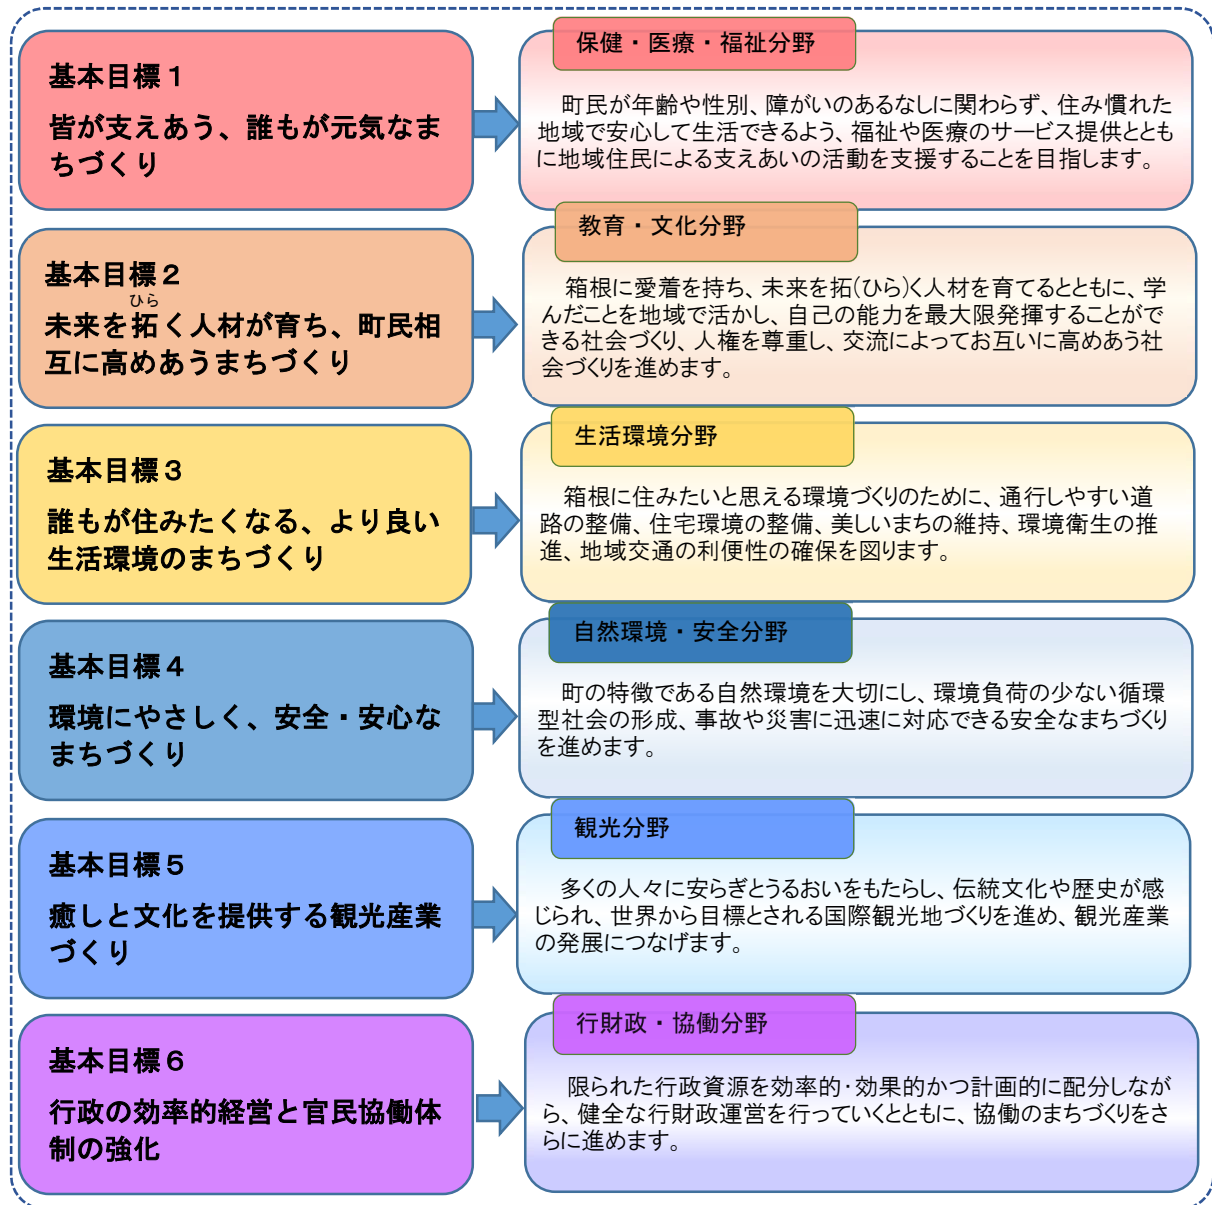 基本目標１
皆が支えあう、誰もが元気なま
ちづくり
保健・医療・福祉分野
町民が年齢や性別、障がいのあるなしに関わらず、住み慣れた
地域で安心して生活できるよう、福祉や医療のサービス提供ととも
に地域住民による支えあいの活動を支援することを目指します。
基本目標２
ひら
未来を拓く人材が育ち、町民相
互に高めあうまちづくり
教育・文化分野
箱根に愛着を持ち、未来を拓(ひら)く人材を育てるとともに、学
んだことを地域で活かし、自己の能力を最大限発揮することがで
きる社会づくり、人権を尊重し、交流によってお互いに高めあう社
会づくりを進めます。
基本目標３
誰もが住みたくなる、より良い
生活環境のまちづくり
生活環境分野
箱根に住みたいと思える環境づくりのために、通行しやすい道
路の整備、住宅環境の整備、美しいまちの維持、環境衛生の推
進、地域交通の利便性の確保を図ります。
基本目標４
環境にやさしく、安全・安心な
まちづくり
自然環境・安全分野
町の特徴である自然環境を大切にし、環境負荷の少ない循環
型社会の形成、事故や災害に迅速に対応できる安全なまちづくり
を進めます。
基本目標５
癒しと文化を提供する観光産業
づくり
観光分野
多くの人々に安らぎとうるおいをもたらし、伝統文化や歴史が感
じられ、世界から目標とされる国際観光地づくりを進め、観光産業
の発展につなげます。
基本目標６
行政の効率的経営と官民協働体
制の強化
行財政・協働分野
限られた行政資源を効率的・効果的かつ計画的に配分しなが
ら、健全な行財政運営を行っていくとともに、協働のまちづくりをさ
らに進めます。